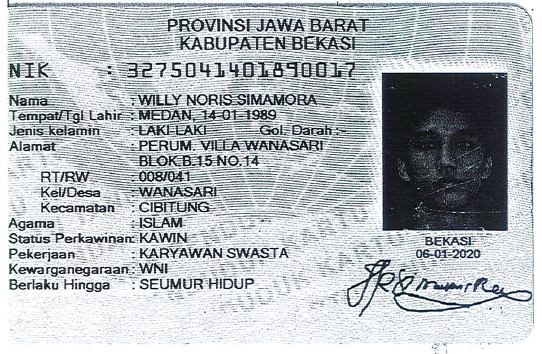 PROVINSI JAWA BARAT
KABUPATEN BEKASI
NIK : 3275041401890017
Nama : WILLY NORIS SIMAMORA
Tempat/Tgl Lahir : MEDAN, 14-01-1989
Jenis kelamin : LAKI-LAKI Gol. Darah :-
Alamat : PERUM. VILLA WANASARI
BLOK.B.15 NO.14
RT/RW : 008/041
Kel/Desa : WANASARI
Kecamatan : CIBITUNG
Agama : ISLAM
Status Perkawinan: KAWIN
Pekerjaan : KARYAWAN SWASTA
Kewarganegaraan: WNI
Berlaku Hingga : SEUMUR HIDUP
BEKASI
06-01-2020